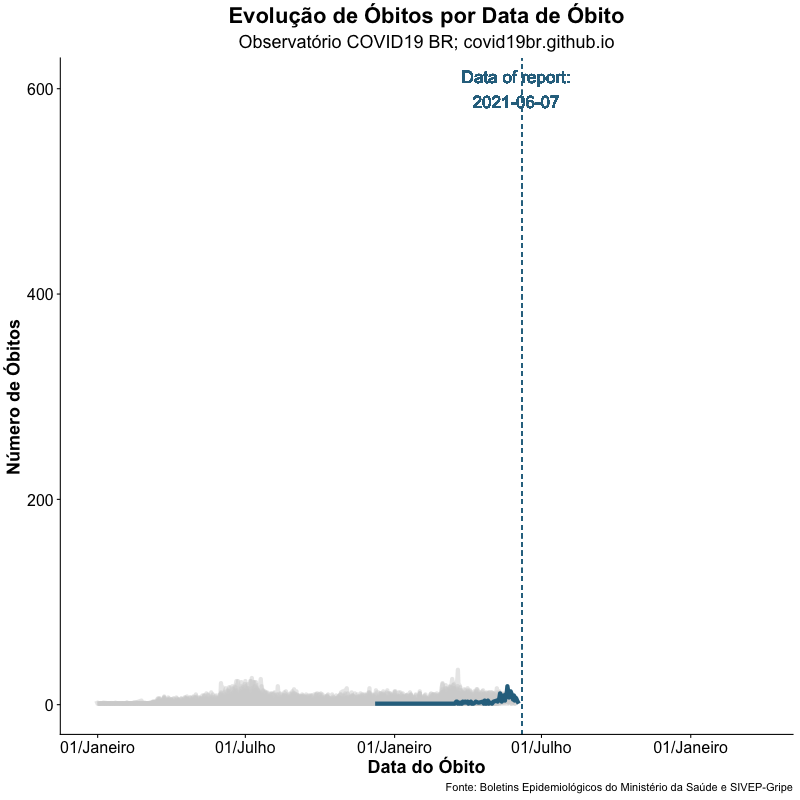 Evolução de Óbitos por Data de Óbito
Observatório COVID19 BR; covid19br.github.io
Data of report:
2021-06-07
Número de Óbitos
600
400
200
0
01/Janeiro
01/Julho
01/Janeiro
01/Julho
01/Janeiro
Data do Óbito
Fonte: Boletins Epidemiológicos do Ministério da Saúde e SIVEP-Gripe